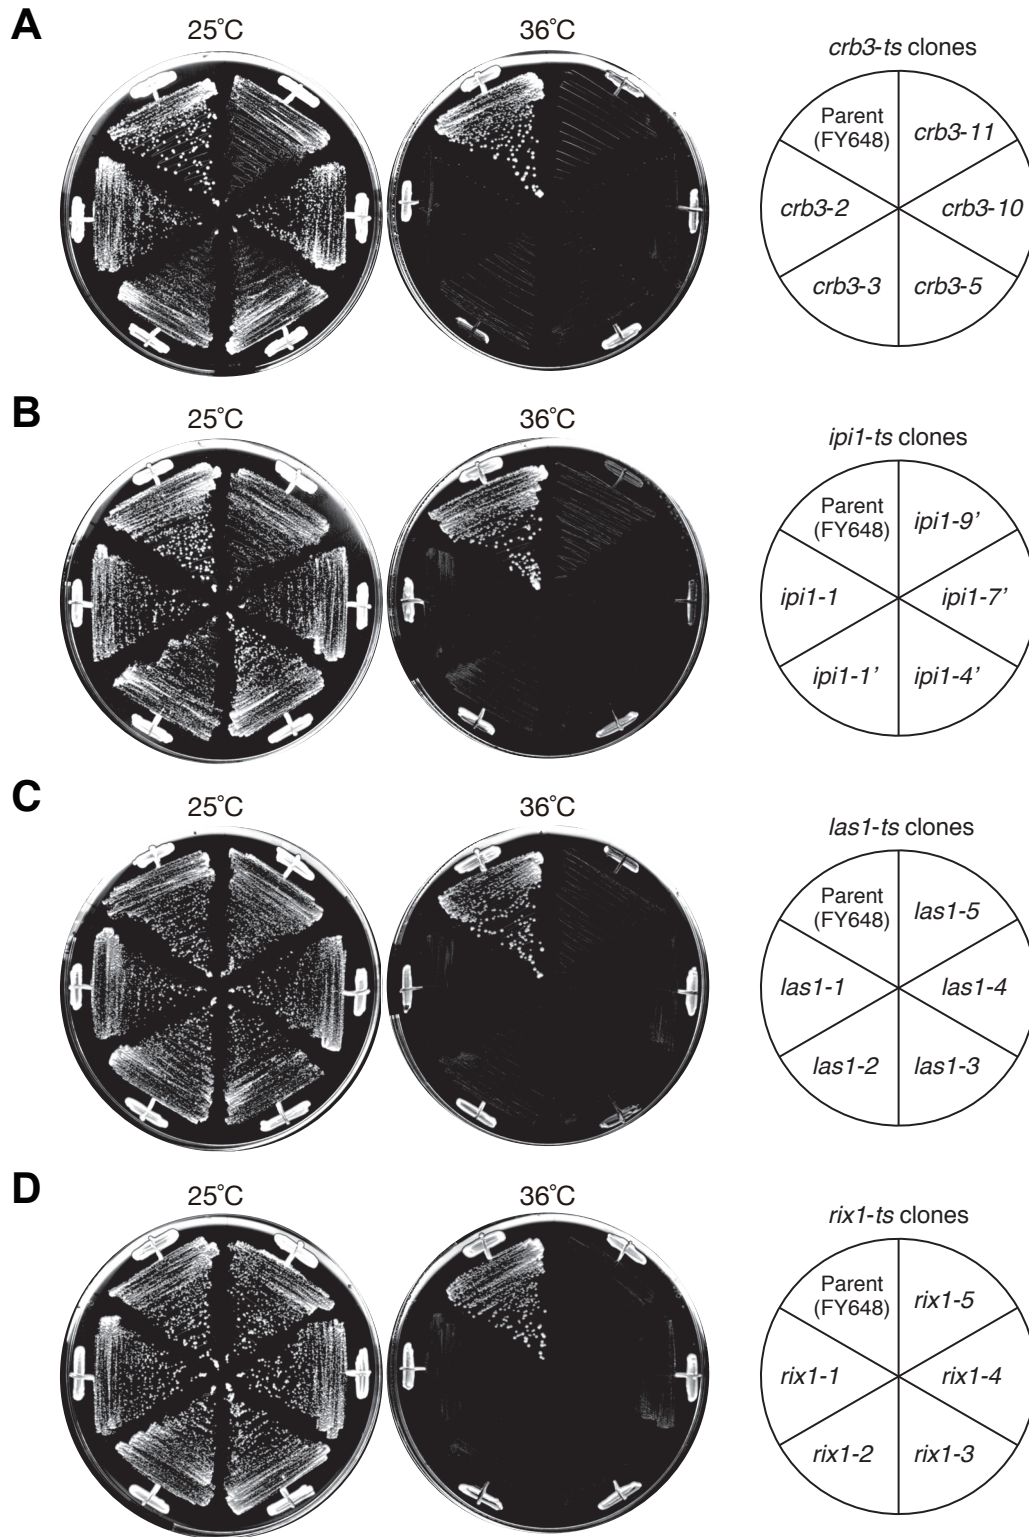 A
25°C
36°C
crb3-ts clones
Parent
(FY648)
crb3-11
crb3-2
crb3-10
crb3-3
crb3-5
B
25°C
36°C
ipi1-ts clones
Parent
(FY648)
ipi1-9’
ipi1-1
ipi1-7’
ipi1-1’
ipi1-4’
C
25°C
36°C
las1-ts clones
Parent
(FY648)
las1-5
las1-1
las1-4
las1-2
las1-3
D
25°C
36°C
rix1-ts clones
Parent
(FY648)
rix1-5
rix1-1
rix1-4
rix1-2
rix1-3